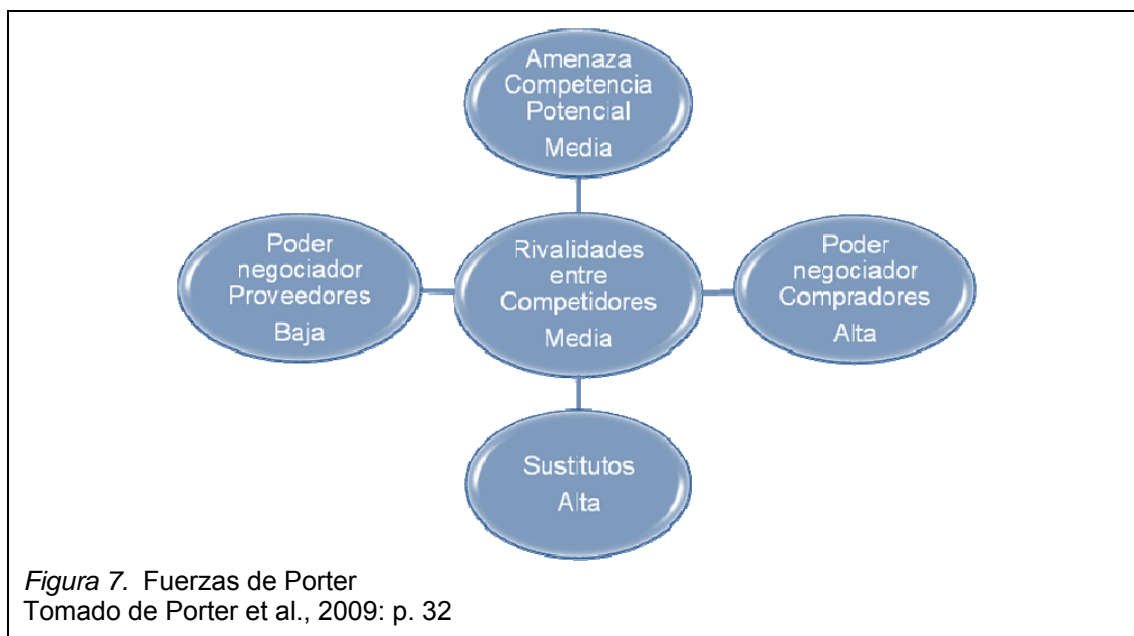 Amenaza
Competencia
Potencial
Media
Poder
negociador
Proveedores
Baja
Rivalidades
entre
Competidores
Media
Poder
negociador
Compradores
Alta
Sustitutos
Alta
Figura 7. Fuerzas de Porter
Tomado de Porter et al., 2009: p. 32